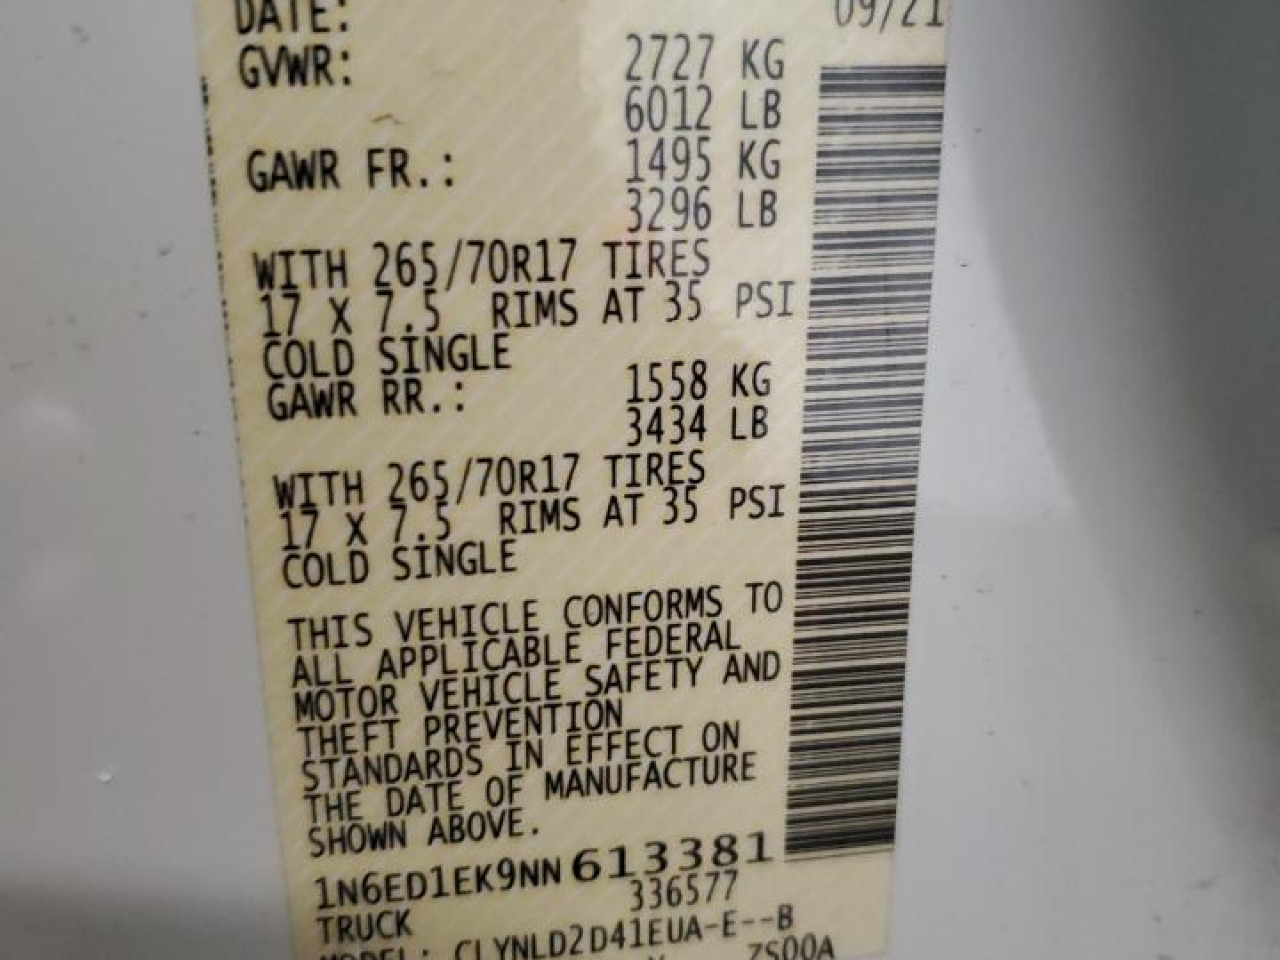 DATE: 09/21
GVWR: 2727 KG
6012 LB
GAWR FR.: 1495 KG
3296 LB
WITH 265/70R17 TIRES
17 X 7.5 RIMS AT 35 PSI
COLD SINGLE
GAWR RR.: 1558 KG
3434 LB
WITH 265/70R17 TIRES
17 X 7.5 RIMS AT 35 PSI
COLD SINGLE
THIS VEHICLE CONFORMS TO
ALL APPLICABLE FEDERAL
MOTOR VEHICLE SAFETY AND
THEFT PREVENTION
STANDARDS IN EFFECT ON
THE DATE OF MANUFACTURE
SHOWN ABOVE.
1N6ED1EK9NN613381
336577
TRUCK
MODEL: CLYNLD2D41EUA-E--B
ZS00A